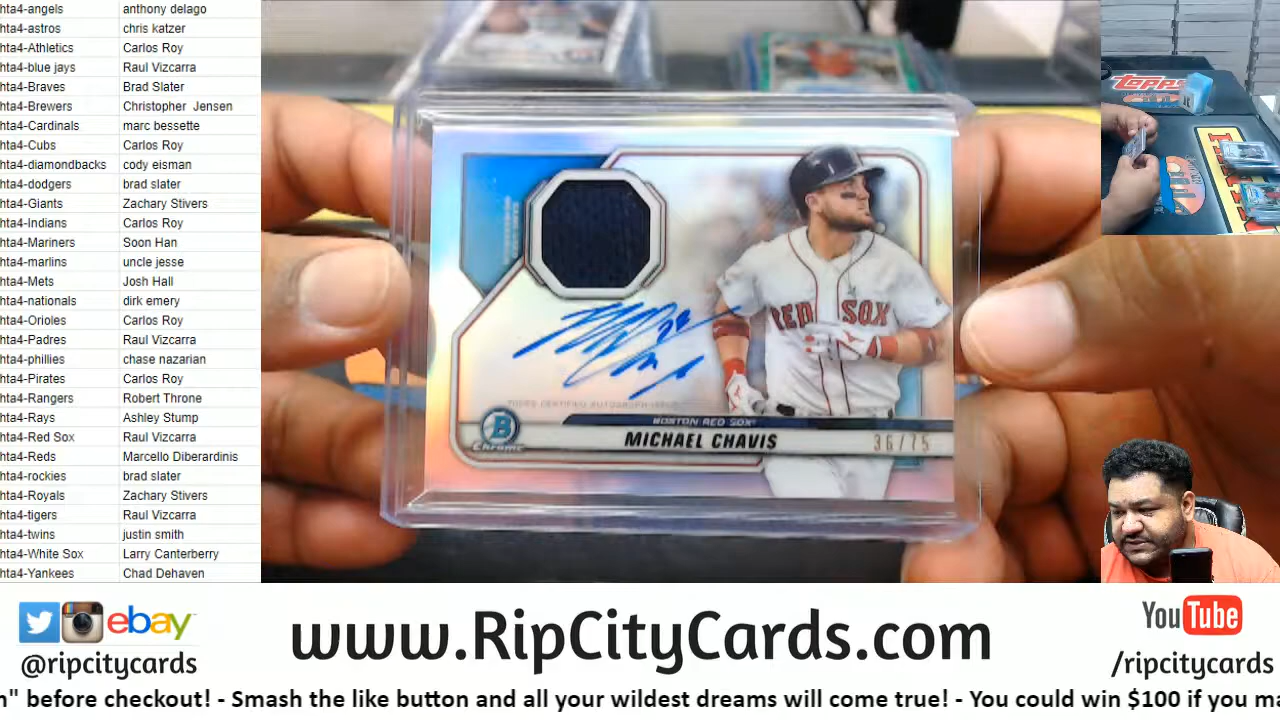 hta4-angels anthony delago
hta4-astros chris katzer
hta4-Athletics Carlos Roy
hta4-blue jays Raul Vizcarra
hta4-Braves Brad Slater
hta4-Brewers Christopher Jensen
hta4-Cardinals marc bessette
hta4-Cubs Carlos Roy
hta4-diamondbacks cody eisman
hta4-dodgers brad slater
hta4-Giants Zachary Stivers
hta4-Indians Carlos Roy
hta4-Mariners Soon Han
hta4-marlins uncle jesse
hta4-Mets Josh Hall
hta4-nationals dirk emery
hta4-Orioles Carlos Roy
hta4-Padres Raul Vizcarra
hta4-phillies chase nazarian
hta4-Pirates Carlos Roy
hta4-Rangers Robert Throne
hta4-Rays Ashley Stump
hta4-Red Sox Raul Vizcarra
hta4-Reds Marcello Diberardinis
hta4-rockies brad slater
hta4-Royals Zachary Stivers
hta4-tigers Raul Vizcarra
hta4-twins justin smith
hta4-White Sox Larry Canterberry
hta4-Yankees Chad Dehaven
RED SOX
TOPPS CERTIFIED AUTOGRAPH ISSUE
B
Chrome
BOSTON RED SOX
MICHAEL CHAVIS
36/75
TOPPS
ebay
@ripcitycards
www.RipCityCards.com
YouTube
/ripcitycards
" before checkout! - Smash the like button and all your wildest dreams will come true! - You could win $100 if you